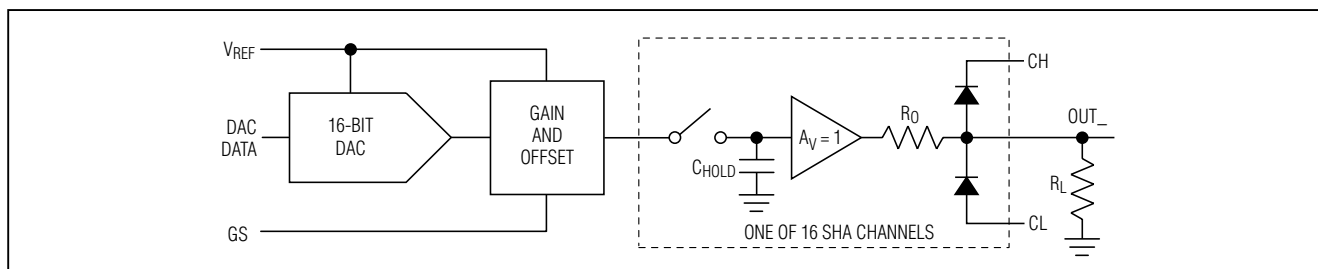 VREF
DAC
DATA
16-BIT
DAC
GAIN
AND
OFFSET
GS
CHOLD
AV = 1
RO
CH
OUT_
RL
CL
ONE OF 16 SHA CHANNELS